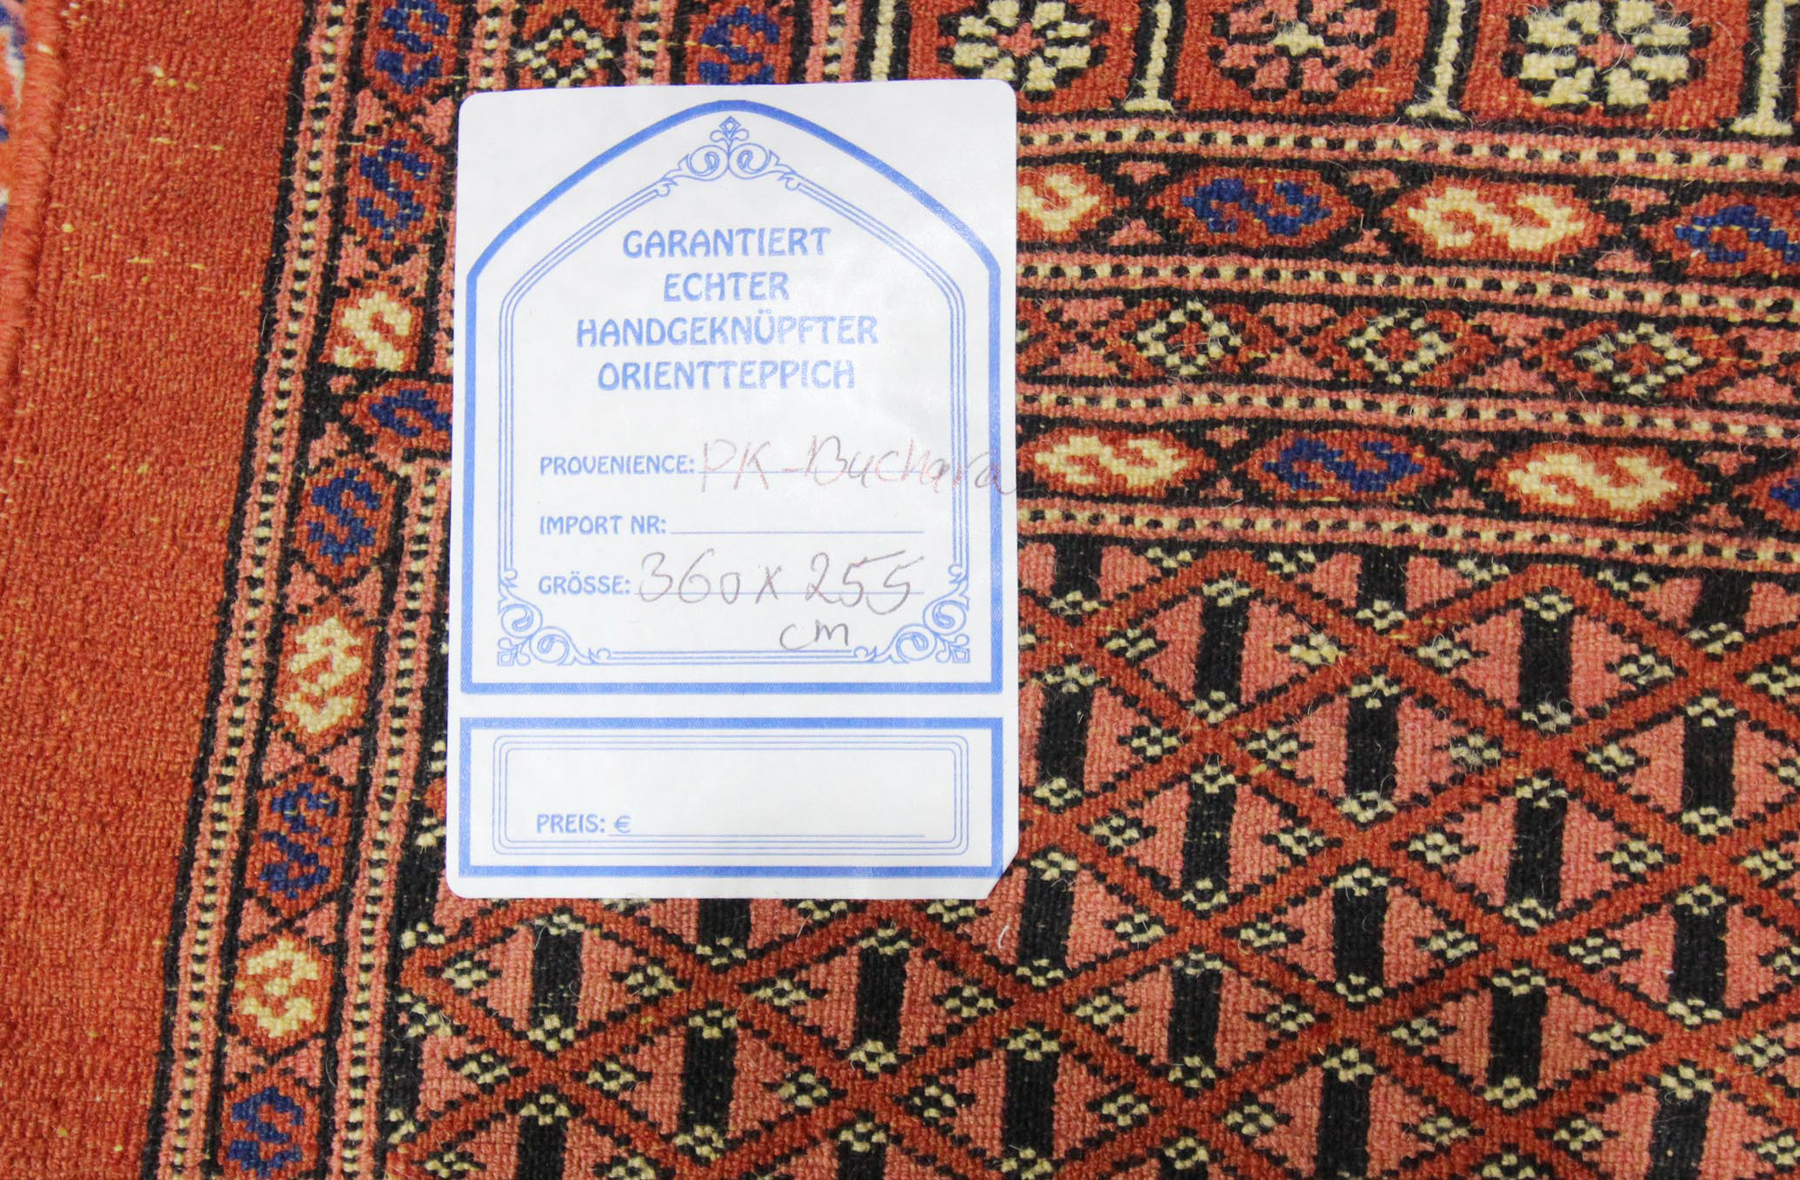 GARANTIERT
ECHTER
HANDGEKNÜPFTER
ORIENTTEPPICH
PROVENIENCE: PK-Buchara
IMPORT NR:
GRÖSSE: 360 x 255
cm
PREIS: €